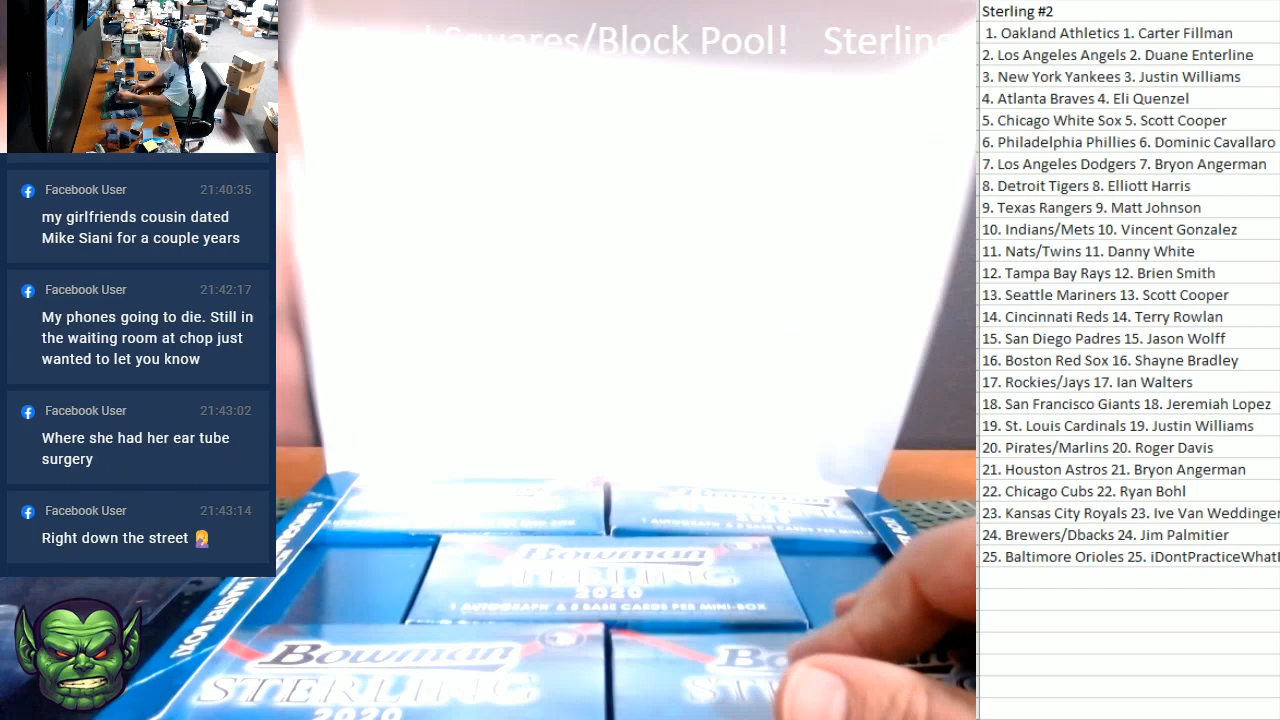 Squares/Block Pool! Sterling
Facebook User 21:40:35
my girlfriends cousin dated
Mike Siani for a couple years
Facebook User 21:42:17
My phones going to die. Still in
the waiting room at chop just
wanted to let you know
Facebook User 21:43:02
Where she had her ear tube
surgery
Facebook User 21:43:14
Right down the street 🤦‍♀️
2020
Bowman
STERLING
2020
1 AUTOGRAPH & 5 BASE CARDS PER MINI-BOX
Bowman
STERLING
2020
Bo
ST
Sterling #2
1. Oakland Athletics 1. Carter Fillman
2. Los Angeles Angels 2. Duane Enterline
3. New York Yankees 3. Justin Williams
4. Atlanta Braves 4. Eli Quenzel
5. Chicago White Sox 5. Scott Cooper
6. Philadelphia Phillies 6. Dominic Cavallaro
7. Los Angeles Dodgers 7. Bryon Angerman
8. Detroit Tigers 8. Elliott Harris
9. Texas Rangers 9. Matt Johnson
10. Indians/Mets 10. Vincent Gonzalez
11. Nats/Twins 11. Danny White
12. Tampa Bay Rays 12. Brien Smith
13. Seattle Mariners 13. Scott Cooper
14. Cincinnati Reds 14. Terry Rowlan
15. San Diego Padres 15. Jason Wolff
16. Boston Red Sox 16. Shayne Bradley
17. Rockies/Jays 17. Ian Walters
18. San Francisco Giants 18. Jeremiah Lopez
19. St. Louis Cardinals 19. Justin Williams
20. Pirates/Marlins 20. Roger Davis
21. Houston Astros 21. Bryon Angerman
22. Chicago Cubs 22. Ryan Bohl
23. Kansas City Royals 23. Ive Van Weddinger
24. Brewers/Dbacks 24. Jim Palmitier
25. Baltimore Orioles 25. iDontPracticeWhat